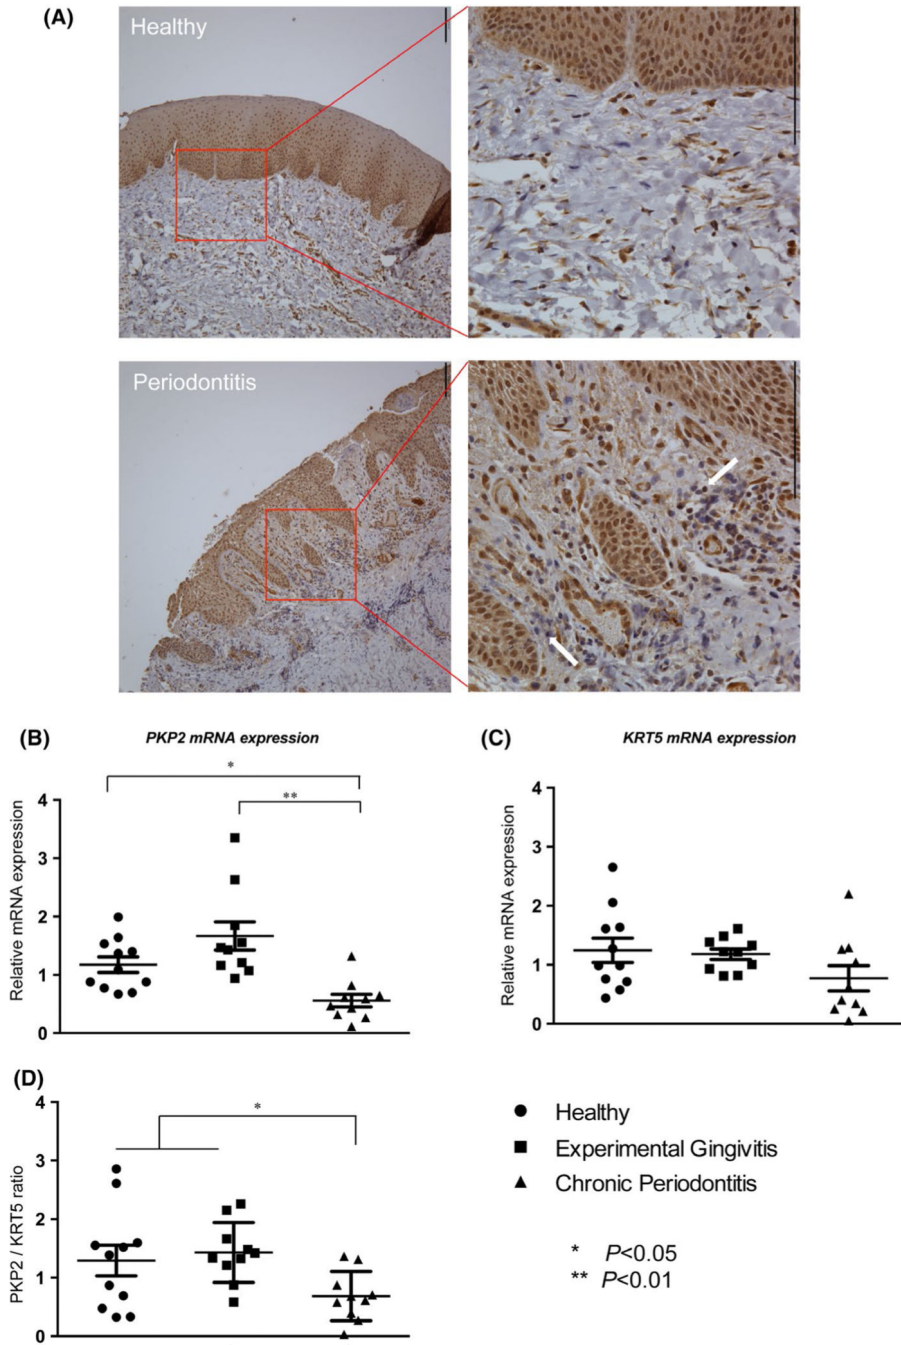 (A)
Healthy
Periodontitis
(B)
PKP2 mRNA expression
*
**
Relative mRNA expression
4
3
2
1
0
(C)
KRT5 mRNA expression
Relative mRNA expression
4
3
2
1
0
(D)
*
PKP2 / KRT5 ratio
4
3
2
1
0
Healthy
Experimental Gingivitis
Chronic Periodontitis
* P<0.05
** P<0.01